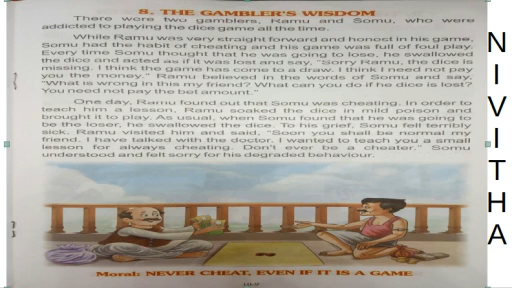 8. THE GAMBLER'S WISDOM
There were two gamblers, Ramu and Somu, who were
addicted to playing the dice game all the time.
While Ramu was very straight forward and honest in his game,
Somu had the habit of cheating and his game was full of foul play.
Every time Somu thought that he was going to lose, he swallowed
the dice and acted as if it was lost and say, "Sorry Ramu, the dice is
missing, I think the game has come to a draw. I think I need not pay
you the money." Ramu believed in the words of Somu and say,
"What is wrong in this my friend? What can you do if he dice is lost?
You need not pay the bet amount."
One day, Ramu found out that Somu was cheating. In order to
teach him a lesson, Ramu soaked the dice in mild poison and
brought it to play. As usual, when Somu found that he was going to
be the loser, he swallowed the dice. To his grief, Somu fell terribly
sick. Ramu visited him and said, "Soon you shall be normal my
friend. I have talked with the doctor. I wanted to teach you a small
lesson for always cheating. Don't ever be a cheater." Somu
understood and felt sorry for his degraded behaviour.
Moral: NEVER CHEAT, EVEN IF IT IS A GAME
N
I
V
I
T
H
A